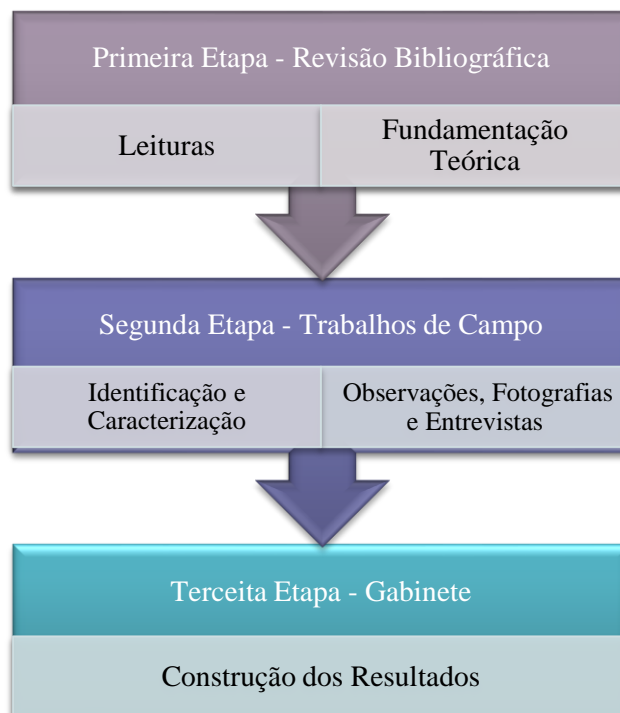 Primeira Etapa - Revisão Bibliográfica
Leituras
Fundamentação
Teórica
Segunda Etapa - Trabalhos de Campo
Identificação e
Caracterização
Observações, Fotografias
e Entrevistas
Terceita Etapa - Gabinete
Construção dos Resultados